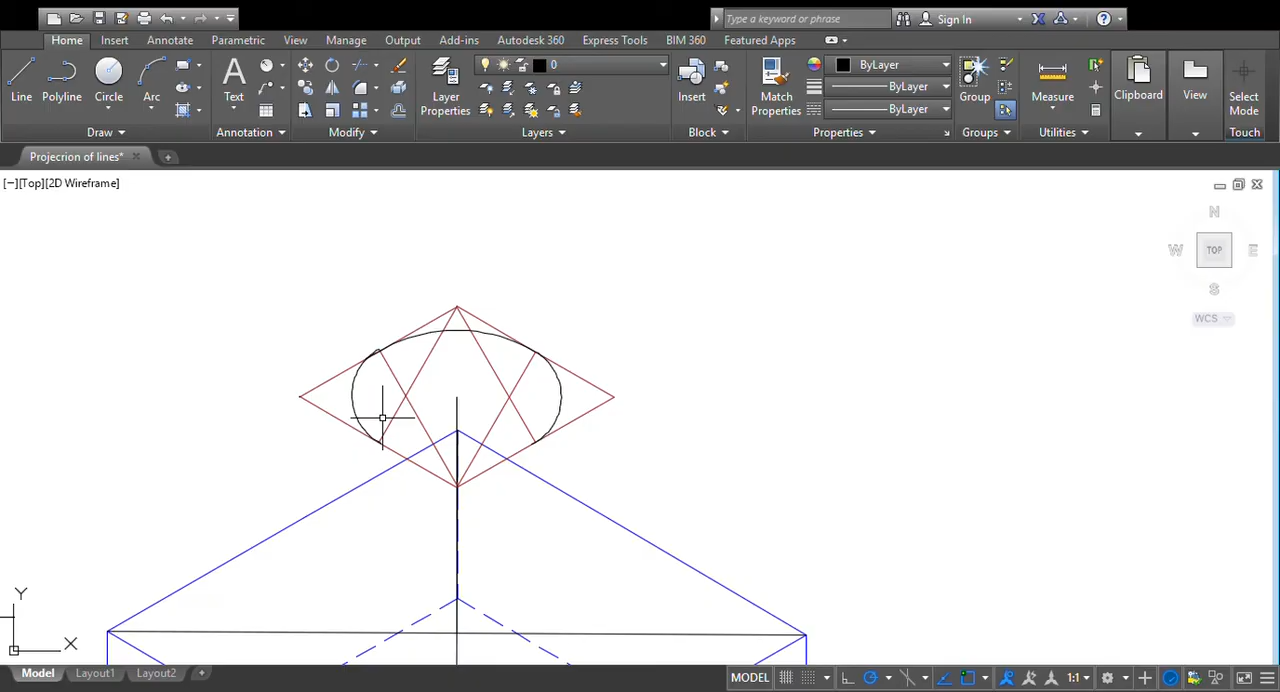 Type a keyword or phrase
Sign In
Home Insert Annotate Parametric View Manage Output Add-ins Autodesk 360 Express Tools BIM 360 Featured Apps
0
ByLayer
ByLayer
ByLayer
Line Polyline Circle Arc
Text
Layer
Properties
Insert
Match
Properties
Group
Measure
Clipboard
View
Select
Mode
Draw Annotation Modify Layers Block Properties Groups Utilities Touch
Projecrion of lines*
[−][Top][2D Wireframe]
N
W TOP E
S
WCS
Y
X
Model Layout1 Layout2
MODEL 1:1